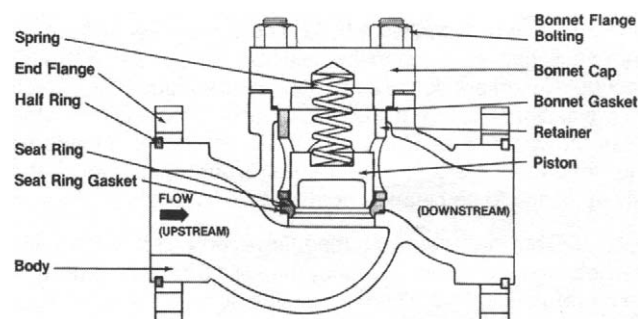 Spring
End Flange
Half Ring
Seat Ring
Seat Ring Gasket
FLOW
(UPSTREAM)
Body
Bonnet Flange
Bolting
Bonnet Cap
Bonnet Gasket
Retainer
Piston
(DOWNSTREAM)